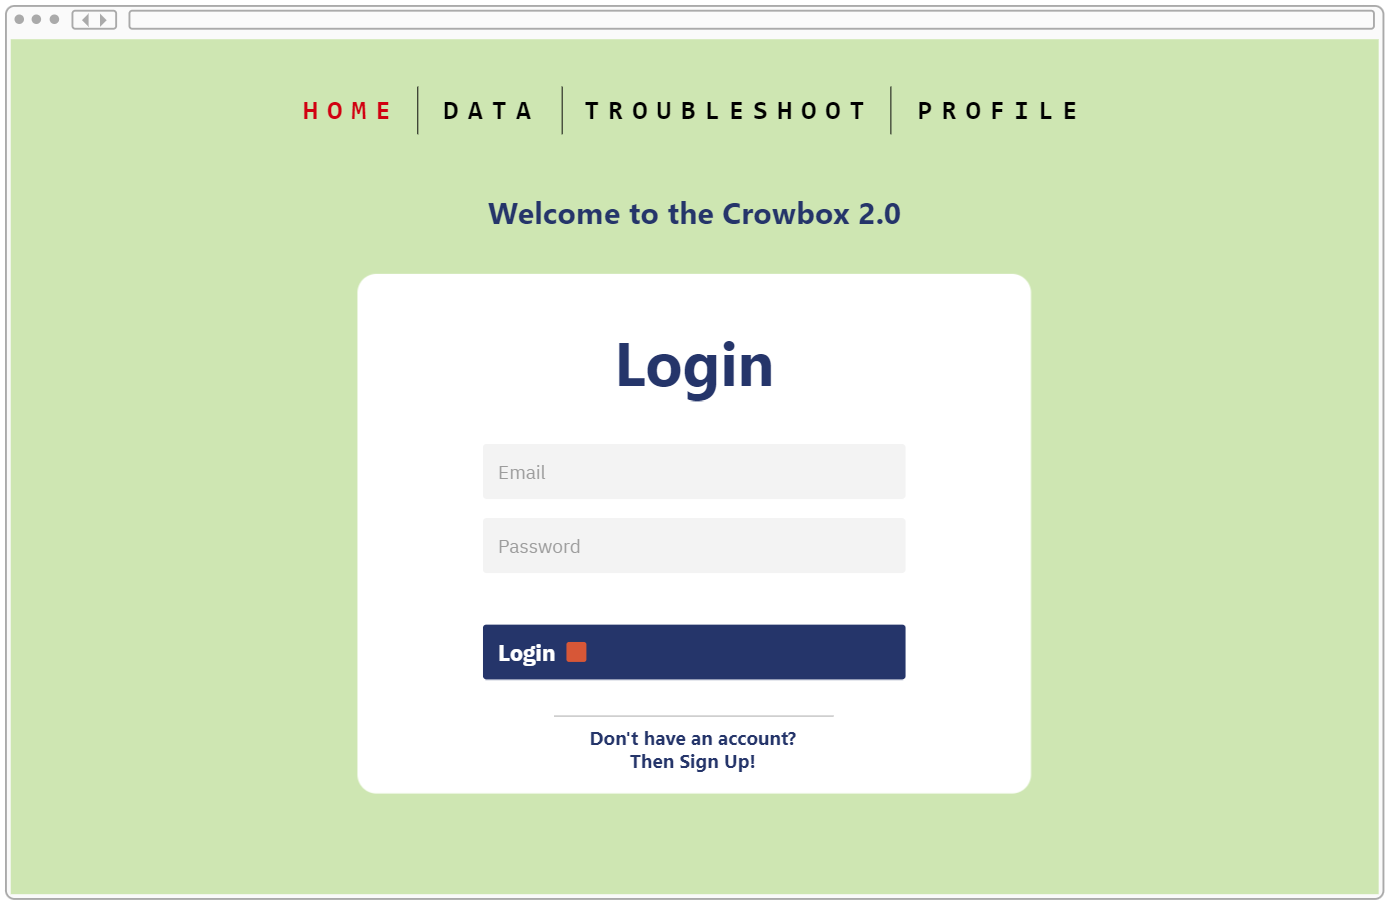 HOME DATA TROUBLESHOOT PROFILE
Welcome to the Crowbox 2.0
Login
Email
Password
Login
Don't have an account?
Then Sign Up!